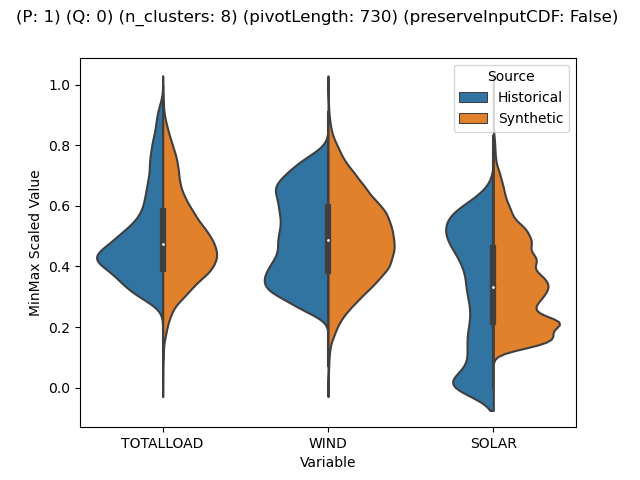 (P: 1) (Q: 0) (n_clusters: 8) (pivotLength: 730) (preserveInputCDF: False)
Source
Historical
Synthetic
MinMax Scaled Value
1.0
0.8
0.6
0.4
0.2
0.0
TOTALLOAD WIND SOLAR
Variable